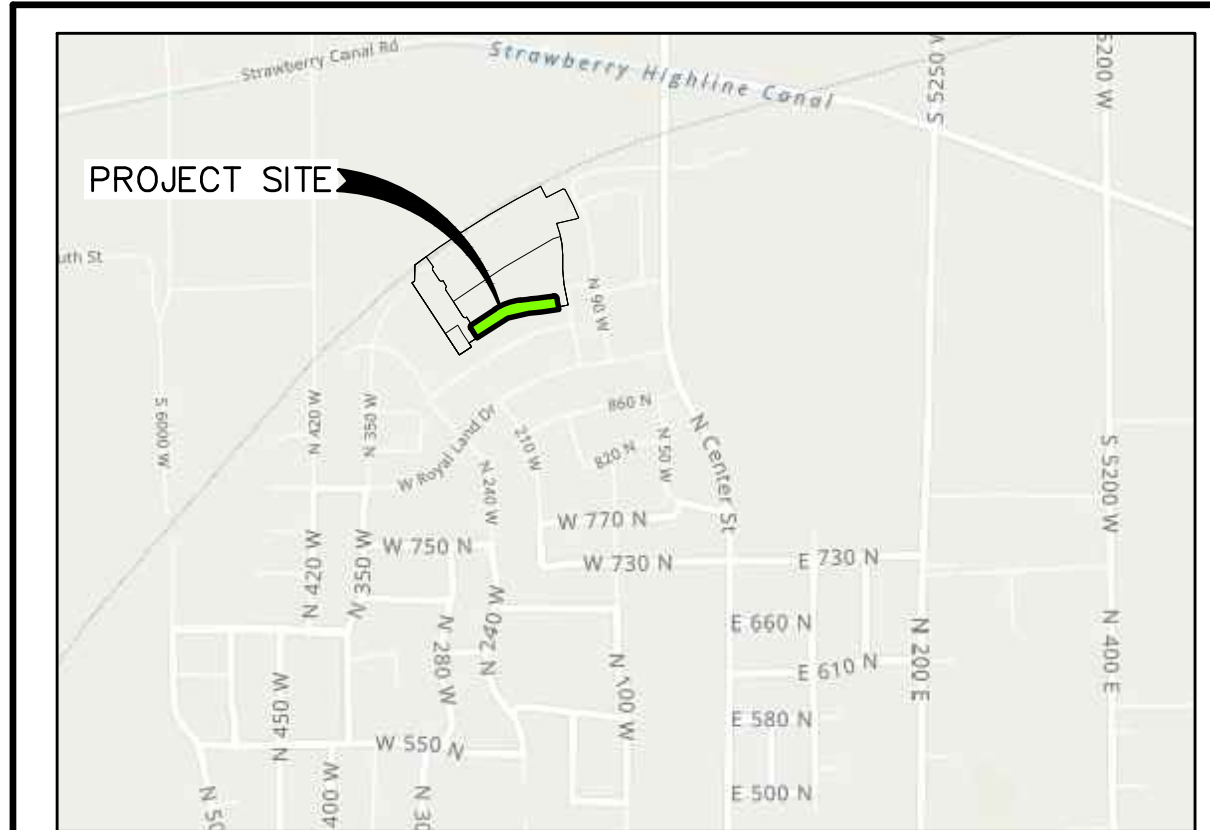 Strawberry Canal Rd
Strawberry Highline Canal
S 5250 W
5200 W
PROJECT SITE
uth St
N 90 W
S 6000 W
N 420 W
N 350 W
W Royal Land Dr
210 W
860 N
820 N
N 50 W
N Center St
N 240 W
S 5200 W
W 770 N
W 750 N
W 730 N
E 730 N
N 420 W
N 350 W
N 280 W
N 240 W
N 100 W
E 660 N
E 610 N
N 200 E
N 400 E
N 450 W
W 550 N
E 580 N
E 500 N
400 W